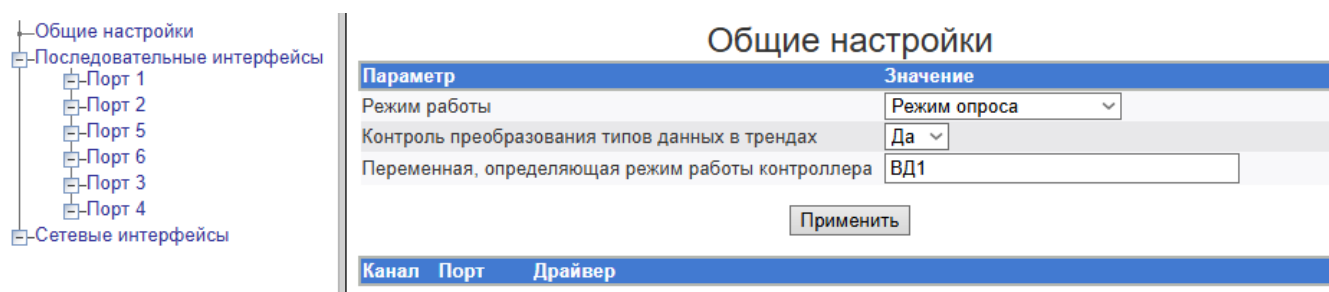 Общие настройки
Последовательные интерфейсы
Порт 1
Порт 2
Порт 5
Порт 6
Порт 3
Порт 4
Сетевые интерфейсы
Общие настройки
Параметр Значение
Режим работы Режим опроса
Контроль преобразования типов данных в трендах Да
Переменная, определяющая режим работы контроллера ВД1
Применить
Канал Порт Драйвер